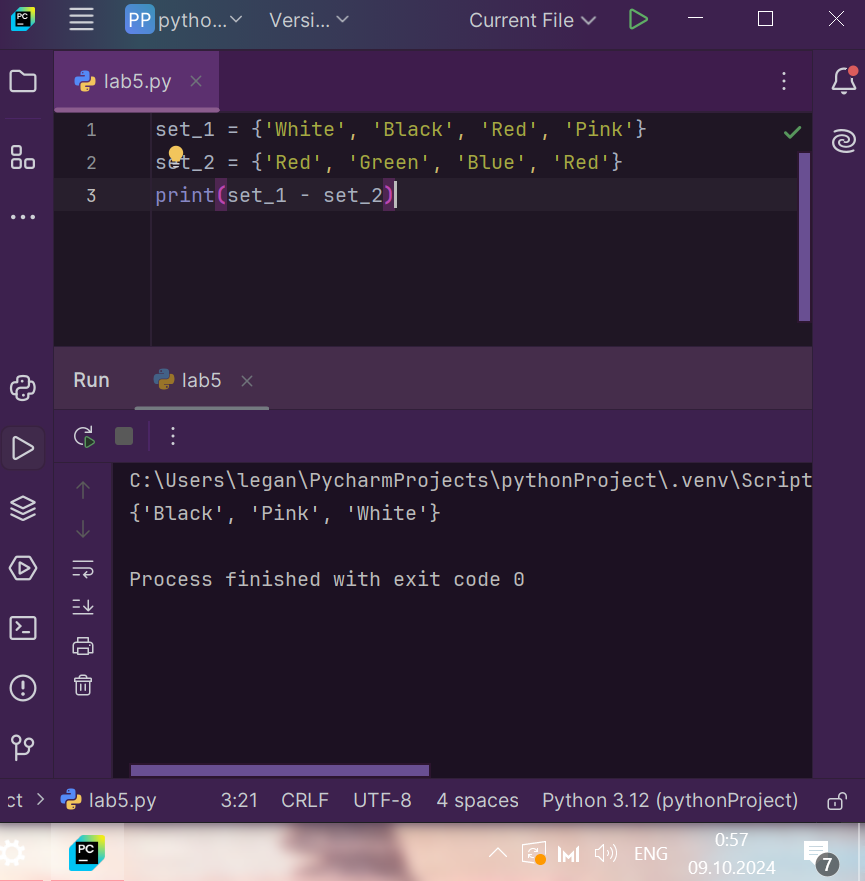 PC
PP pytho... Versi... Current File
lab5.py
1 set_1 = {'White', 'Black', 'Red', 'Pink'}
2 set_2 = {'Red', 'Green', 'Blue', 'Red'}
3 print(set_1 - set_2)
Run lab5
C:\Users\legan\PycharmProjects\pythonProject\.venv\Script
{'Black', 'Pink', 'White'}
Process finished with exit code 0
ct > lab5.py 3:21 CRLF UTF-8 4 spaces Python 3.12 (pythonProject)
PC ENG 0:57
09.10.2024 7